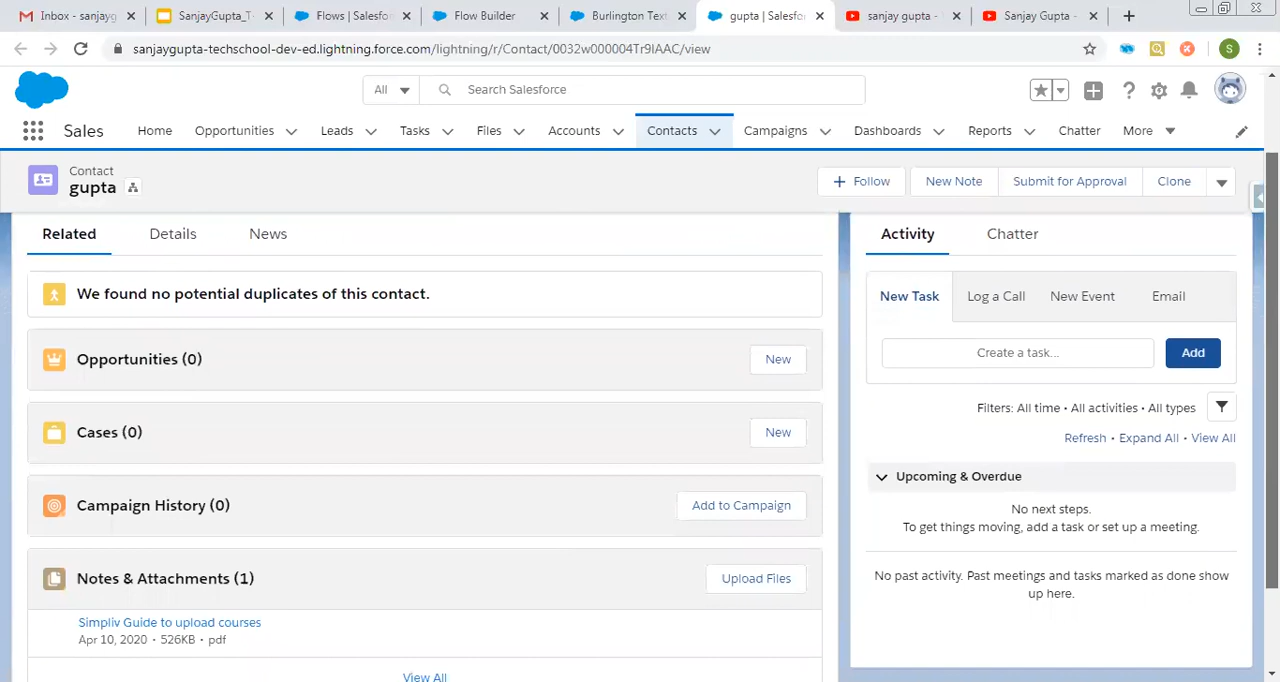 Inbox - sanjayg
SanjayGupta_T
Flows | Salesfo
Flow Builder
Burlington Text
gupta | Salesfo
sanjay gupta -
Sanjay Gupta -
sanjaygupta-techschool-dev-ed.lightning.force.com/lightning/r/Contact/0032w000004Tr9IAAC/view
S
All
Search Salesforce
Sales
Home
Opportunities
Leads
Tasks
Files
Accounts
Contacts
Campaigns
Dashboards
Reports
Chatter
More
Contact
gupta
+ Follow
New Note
Submit for Approval
Clone
Related
Details
News
We found no potential duplicates of this contact.
Opportunities (0)
New
Cases (0)
New
Campaign History (0)
Add to Campaign
Notes & Attachments (1)
Upload Files
Simpliv Guide to upload courses
Apr 10, 2020 • 526KB • pdf
View All
Activity
Chatter
New Task
Log a Call
New Event
Email
Create a task...
Add
Filters: All time • All activities • All types
Refresh • Expand All • View All
Upcoming & Overdue
No next steps.
To get things moving, add a task or set up a meeting.
No past activity. Past meetings and tasks marked as done show
up here.